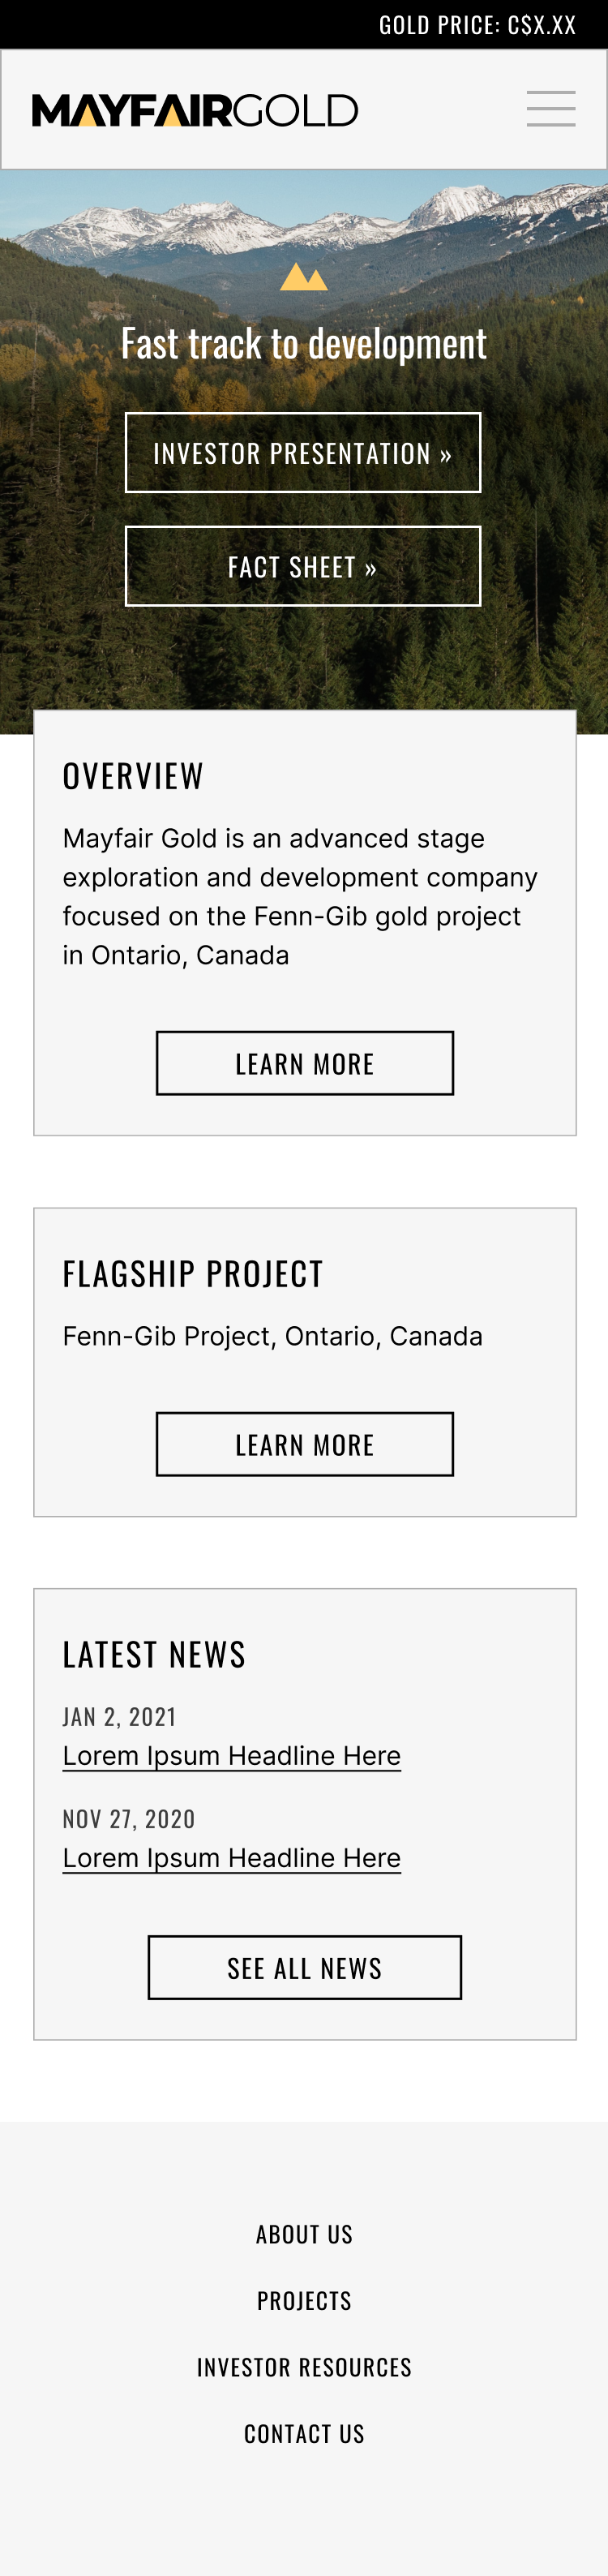 GOLD PRICE: C$X.XX
MAYFAIRGOLD
Fast track to development
INVESTOR PRESENTATION »
FACT SHEET »
OVERVIEW
Mayfair Gold is an advanced stage
exploration and development company
focused on the Fenn-Gib gold project
in Ontario, Canada
LEARN MORE
FLAGSHIP PROJECT
Fenn-Gib Project, Ontario, Canada
LEARN MORE
LATEST NEWS
JAN 2, 2021
Lorem Ipsum Headline Here
NOV 27, 2020
Lorem Ipsum Headline Here
SEE ALL NEWS
ABOUT US
PROJECTS
INVESTOR RESOURCES
CONTACT US